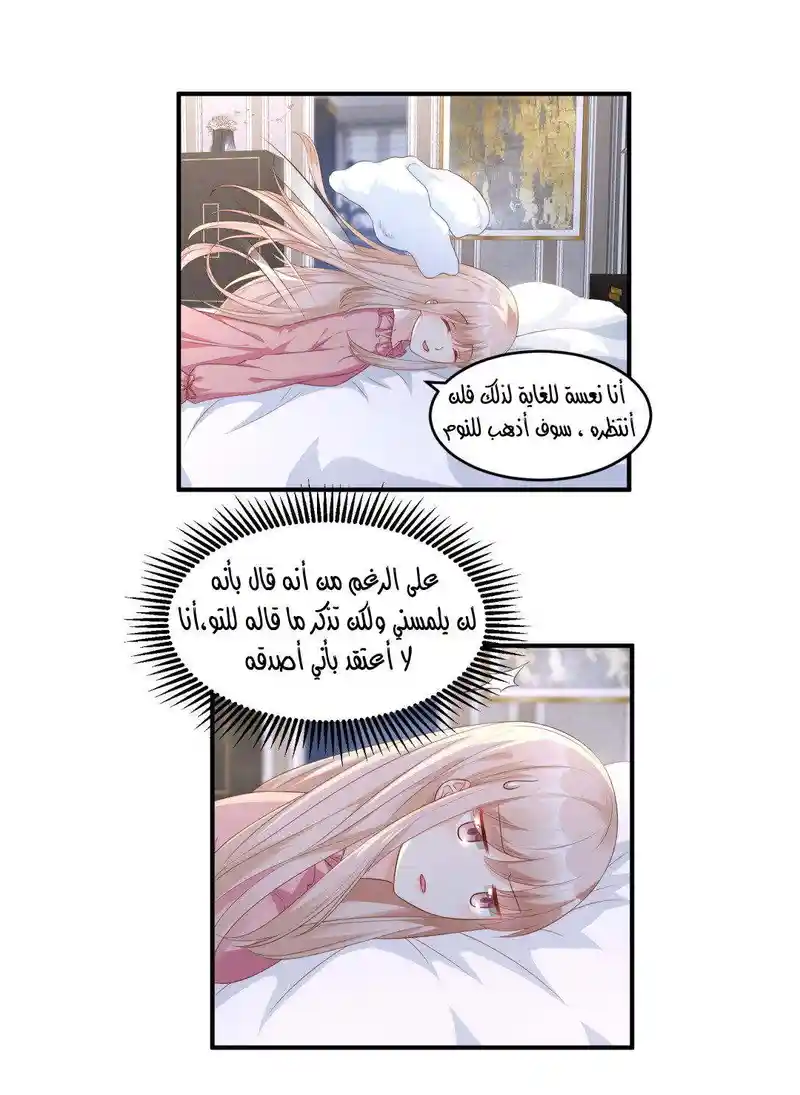 أنا نعسة للغاية لذلك فلن
أنتظره ، سوف أذهب للنوم
على الرغم من أنه قال بأنه
لن يلمسني ولكن تذكر ما قاله للتو،أنا
لا أعتقد بأني أصدقه